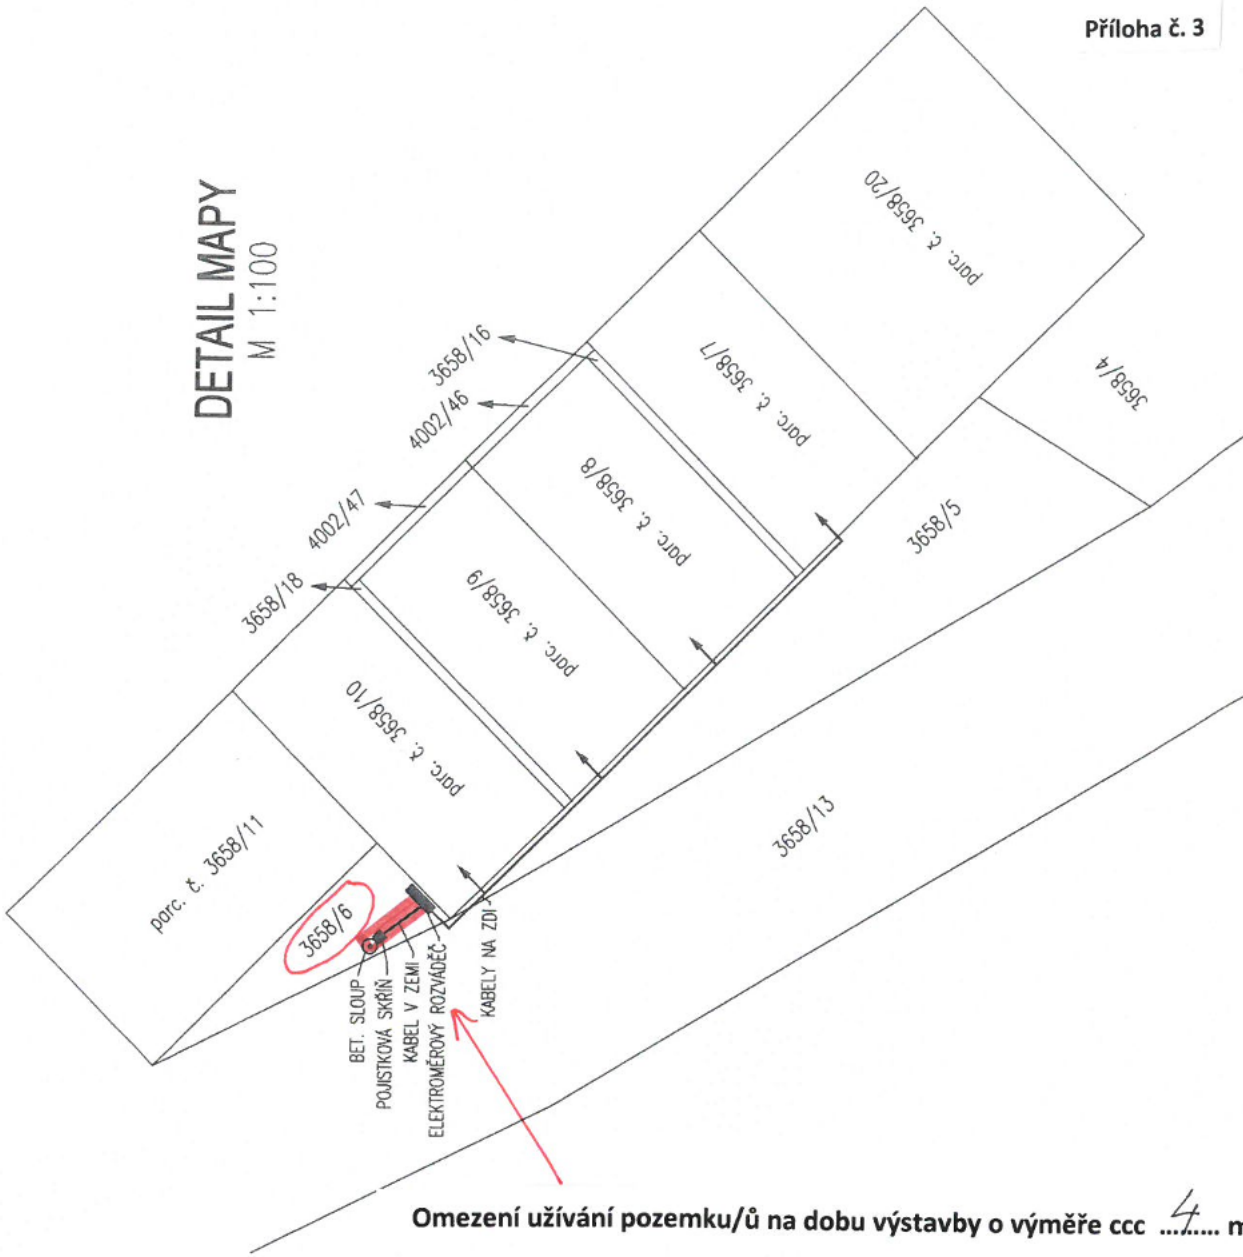 Příloha č. 3
DETAIL MAPY
M 1:100
parc. č. 3658/20
3658/16
4002/46
parc. č. 3658/7
3658/4
4002/47
parc. č. 3658/8
3658/5
3658/18
parc. č. 3658/9
parc. č. 3658/10
3658/13
parc. č. 3658/11
3658/6
BET. SLOUP
POJISTKOVÁ SKŘÍŇ
KABEL V ZEMI
ELEKTROMĚROVÝ ROZVÁDĚČ
KABELY NA ZDI
Omezení užívání pozemku/ů na dobu výstavby o výměře ccc ...4.... m